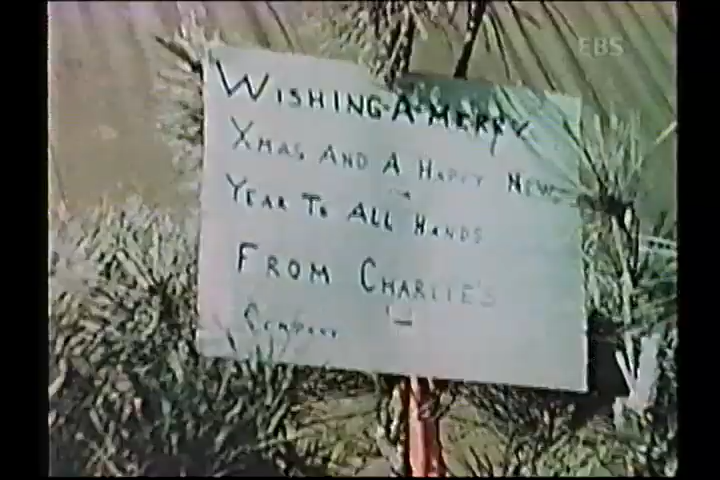 EBS
WISHING-A-MERRY
XMAS AND A HAPPY NEW
YEAR TO ALL HANDS
FROM CHARLIE'S